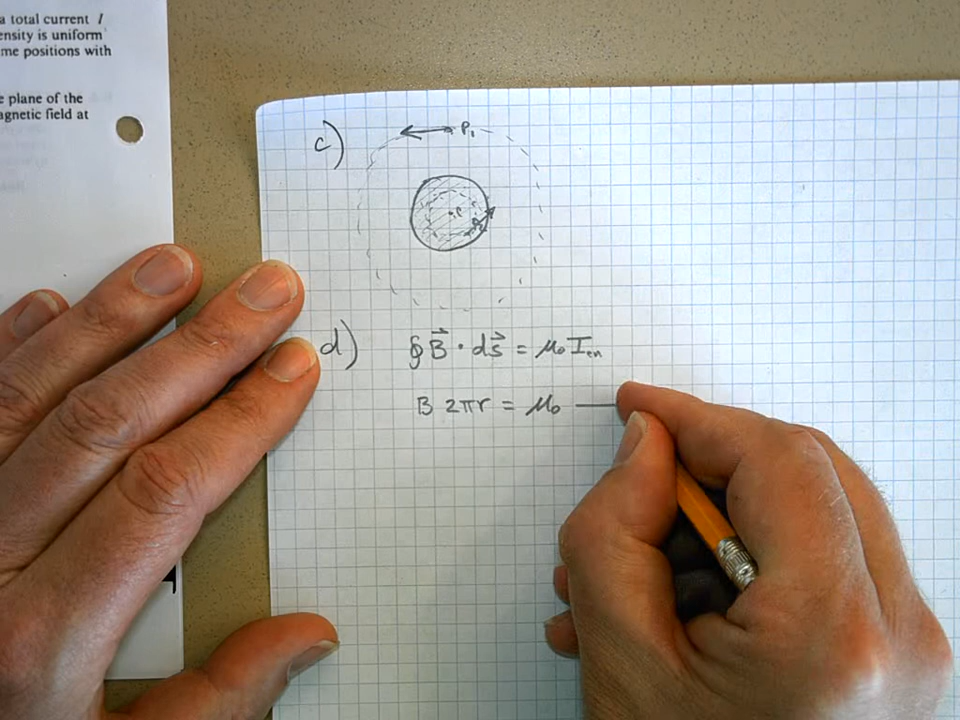 a total current I
ensity is uniform
me positions with
e plane of the
agnetic field at
c)
P₁
d) ∮B⃗ · ds⃗ = μ₀ Iₑₙ
B 2πr = μ₀